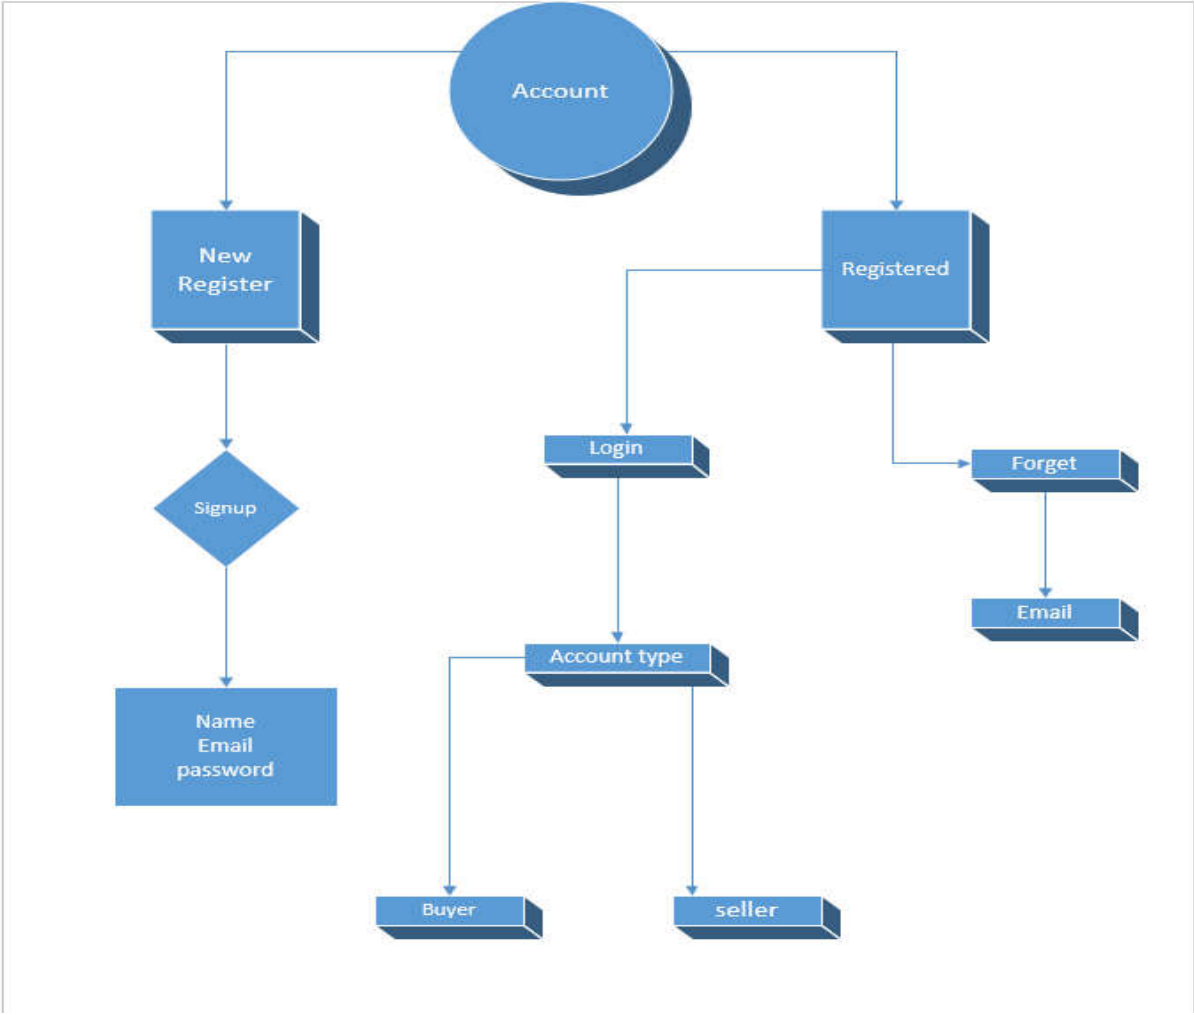 Account
New
Register
Registered
Login
Forget
Signup
Email
Account type
Name
Email
password
Buyer
seller